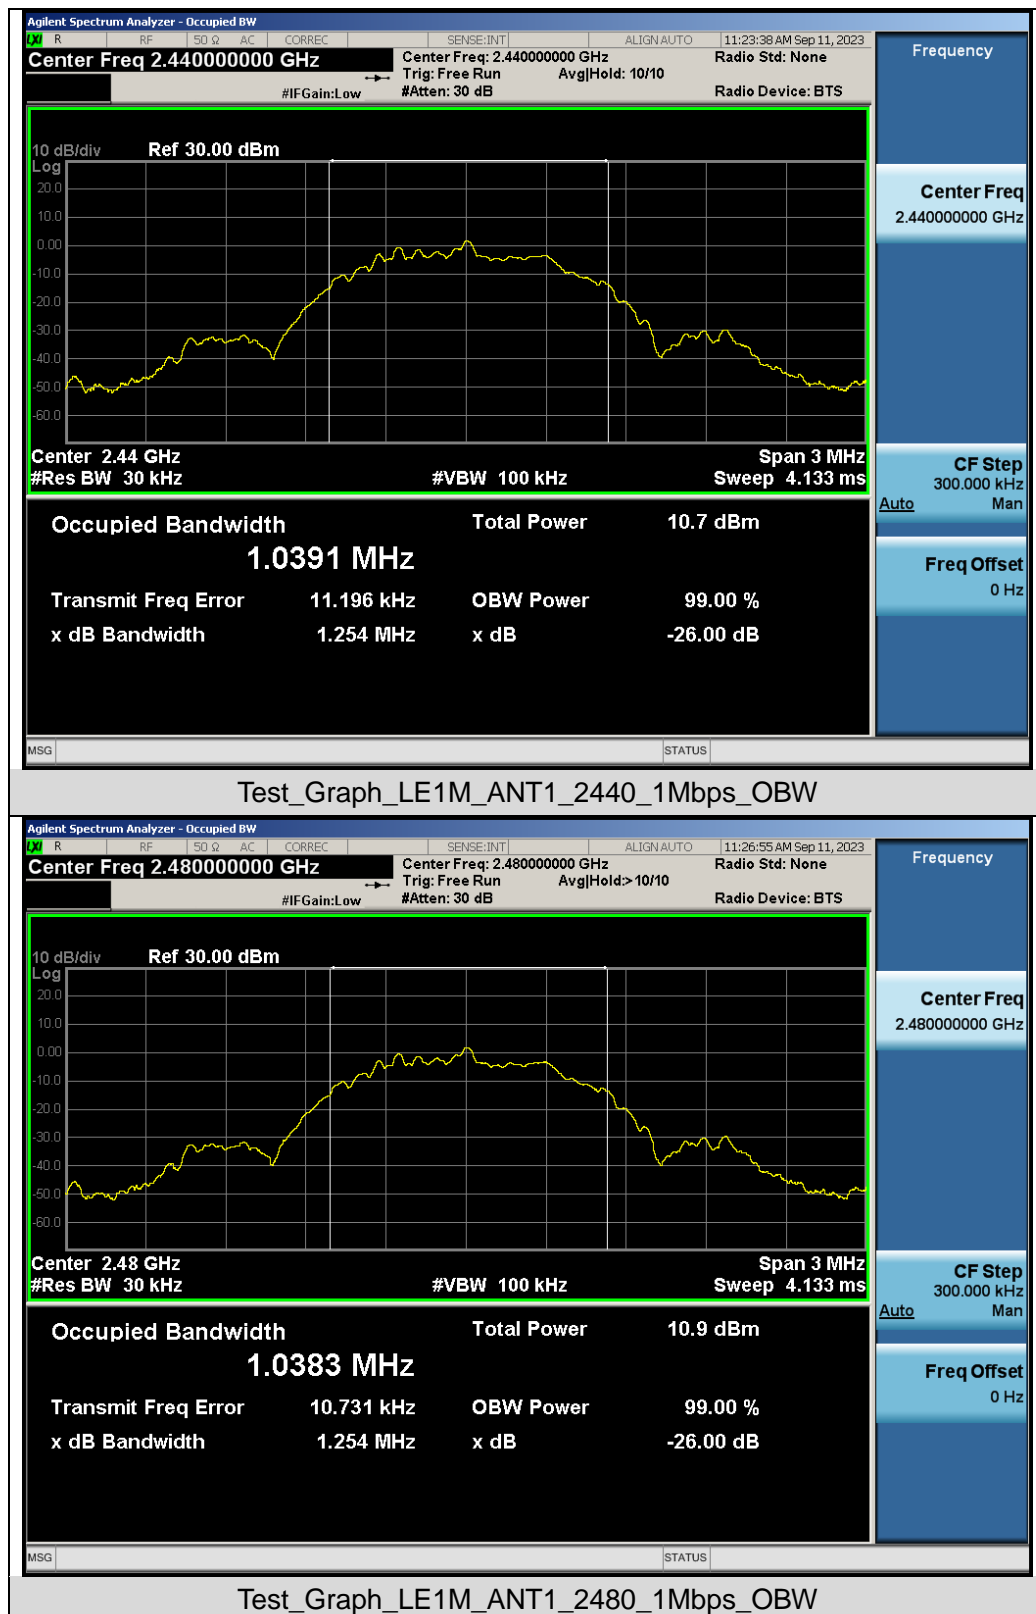 Agilent Spectrum Analyzer - Occupied BW
LXI R RF 50 Ω AC CORREC SENSE:INT ALIGN AUTO 11:23:38 AM Sep 11, 2023
Center Freq 2.440000000 GHz Center Freq: 2.440000000 GHz Radio Std: None Frequency
Trig: Free Run Avg|Hold: 10/10
#IFGain:Low #Atten: 30 dB Radio Device: BTS
10 dB/div Ref 30.00 dBm
Log
20.0
10.0
0.00
-10.0
-20.0
-30.0
-40.0
-50.0
-60.0
Center 2.44 GHz Span 3 MHz
#Res BW 30 kHz #VBW 100 kHz Sweep 4.133 ms
Center Freq
2.440000000 GHz
CF Step
300.000 kHz
Auto Man
Freq Offset
0 Hz
Occupied Bandwidth Total Power 10.7 dBm
1.0391 MHz
Transmit Freq Error 11.196 kHz OBW Power 99.00 %
x dB Bandwidth 1.254 MHz x dB -26.00 dB
MSG STATUS
Test_Graph_LE1M_ANT1_2440_1Mbps_OBW
Agilent Spectrum Analyzer - Occupied BW
LXI R RF 50 Ω AC CORREC SENSE:INT ALIGN AUTO 11:26:55 AM Sep 11, 2023
Center Freq 2.480000000 GHz Center Freq: 2.480000000 GHz Radio Std: None Frequency
Trig: Free Run Avg|Hold:>10/10
#IFGain:Low #Atten: 30 dB Radio Device: BTS
10 dB/div Ref 30.00 dBm
Log
20.0
10.0
0.00
-10.0
-20.0
-30.0
-40.0
-50.0
-60.0
Center 2.48 GHz Span 3 MHz
#Res BW 30 kHz #VBW 100 kHz Sweep 4.133 ms
Center Freq
2.480000000 GHz
CF Step
300.000 kHz
Auto Man
Freq Offset
0 Hz
Occupied Bandwidth Total Power 10.9 dBm
1.0383 MHz
Transmit Freq Error 10.731 kHz OBW Power 99.00 %
x dB Bandwidth 1.254 MHz x dB -26.00 dB
MSG STATUS
Test_Graph_LE1M_ANT1_2480_1Mbps_OBW